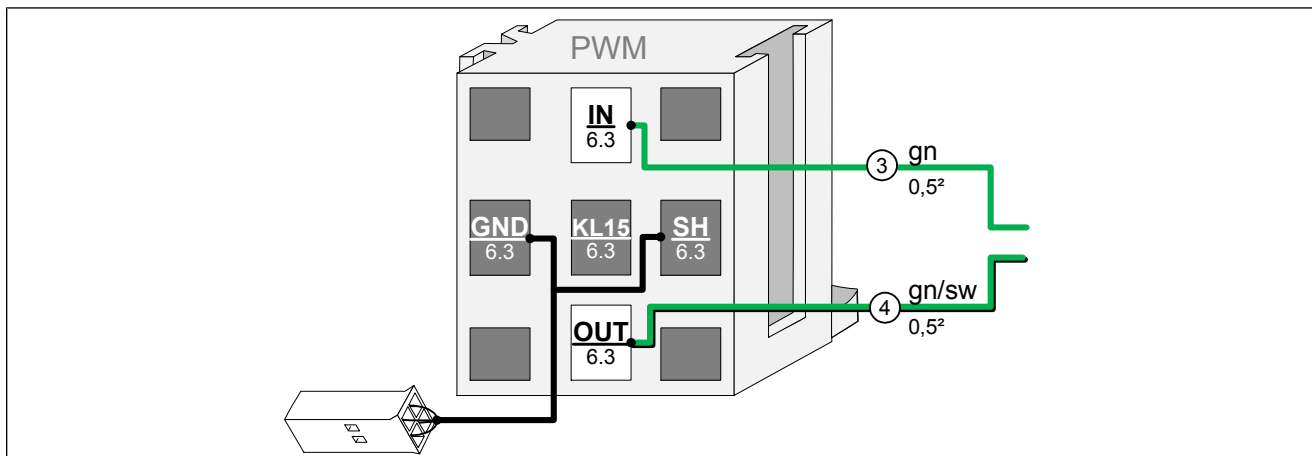 PWM
IN
6.3
3 gn
0,5²
GND
6.3
KL15
6.3
SH
6.3
OUT
6.3
4 gn/sw
0,5²